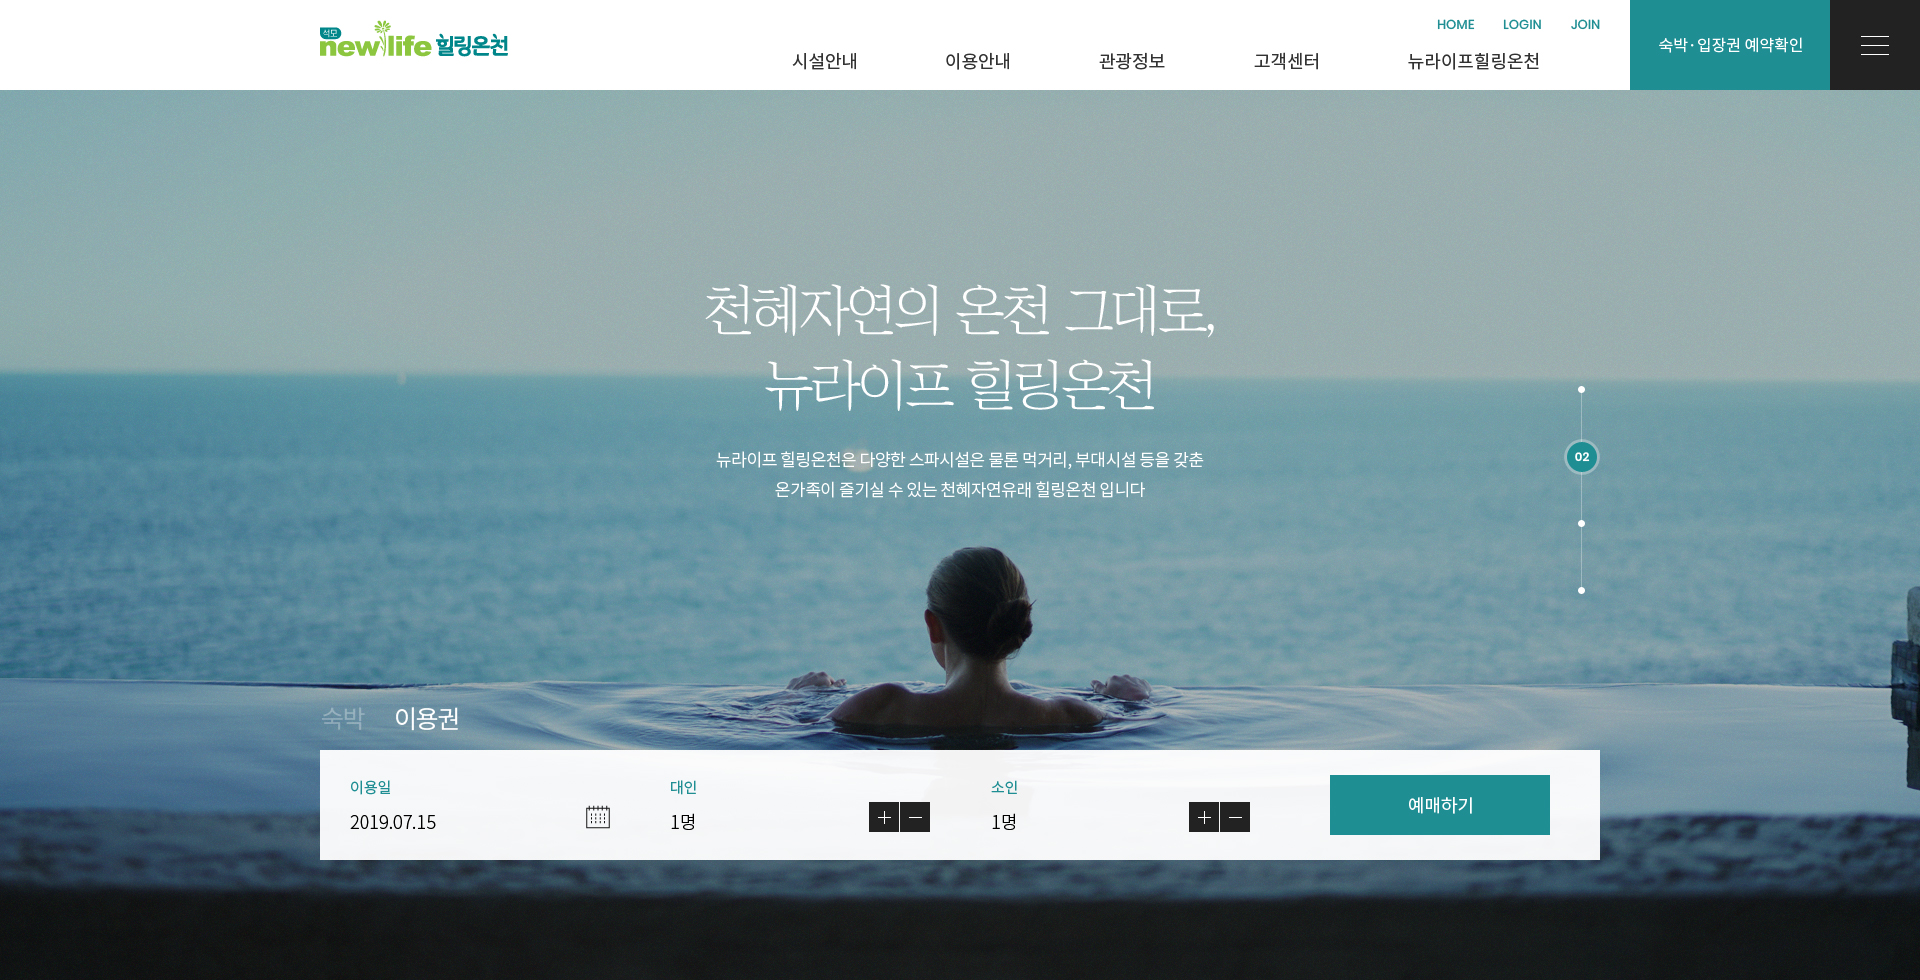 석모
new life 힐링온천
HOME LOGIN JOIN
시설안내 이용안내 관광정보 고객센터 뉴라이프힐링온천
숙박·입장권 예약확인
천혜자연의 온천 그대로,
뉴라이프 힐링온천
뉴라이프 힐링온천은 다양한 스파시설은 물론 먹거리, 부대시설 등을 갖춘
온가족이 즐기실 수 있는 천혜자연유래 힐링온천 입니다
02
숙박 이용권
이용일 대인 소인
2019.07.15 1명 1명
예매하기